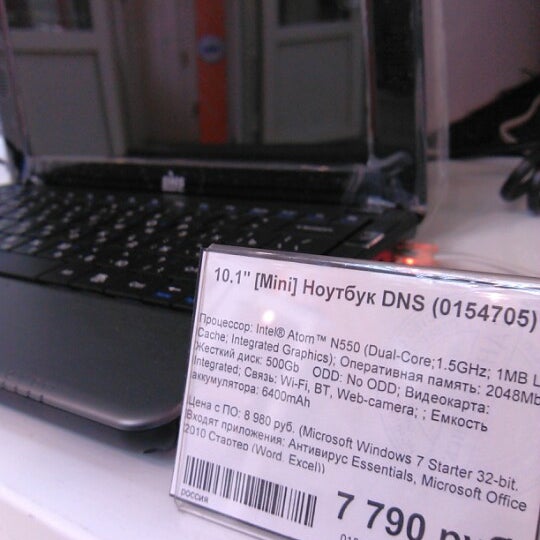 DNS
10.1" [Mini] Ноутбук DNS (0154705)
Процессор: Intel® Atom™ N550 (Dual-Core;1.5GHz; 1MB L
Cache; Integrated Graphics); Оперативная память: 2048Mb
Жесткий диск: 500Gb ODD: No ODD; Видеокарта:
Integrated; Связь: Wi-Fi, BT, Web-camera; ; Емкость
аккумулятора: 6400mAh
Цена с ПО: 8 980 руб. (Microsoft Windows 7 Starter 32-bit.
Входят приложения: Антивирус Essentials, Microsoft Office
2010 Стартер (Word, Excel))
россия
7 790 руб